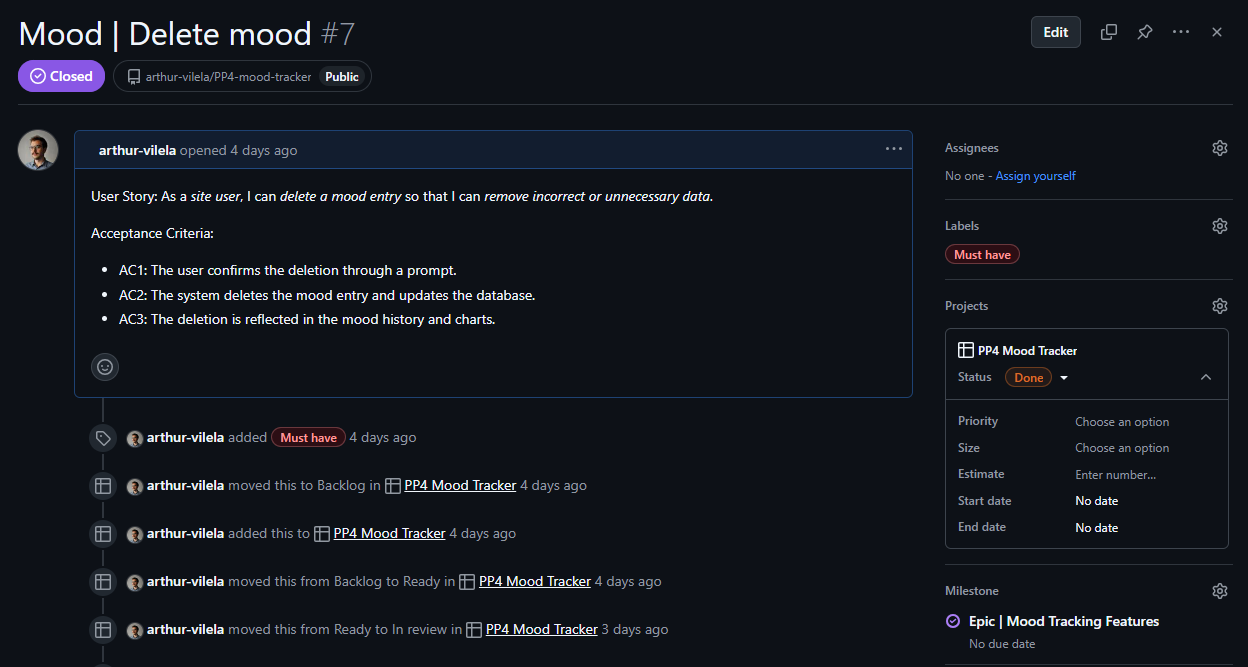 Mood | Delete mood #7
Edit
Closed
arthur-vilela/PP4-mood-tracker Public
arthur-vilela opened 4 days ago
User Story: As a site user, I can delete a mood entry so that I can remove incorrect or unnecessary data.
Acceptance Criteria:
• AC1: The user confirms the deletion through a prompt.
• AC2: The system deletes the mood entry and updates the database.
• AC3: The deletion is reflected in the mood history and charts.
arthur-vilela added Must have 4 days ago
arthur-vilela moved this to Backlog in PP4 Mood Tracker 4 days ago
arthur-vilela added this to PP4 Mood Tracker 4 days ago
arthur-vilela moved this from Backlog to Ready in PP4 Mood Tracker 4 days ago
arthur-vilela moved this from Ready to In review in PP4 Mood Tracker 3 days ago
Assignees
No one - Assign yourself
Labels
Must have
Projects
PP4 Mood Tracker
Status Done
Priority Choose an option
Size Choose an option
Estimate Enter number...
Start date No date
End date No date
Milestone
Epic | Mood Tracking Features
No due date